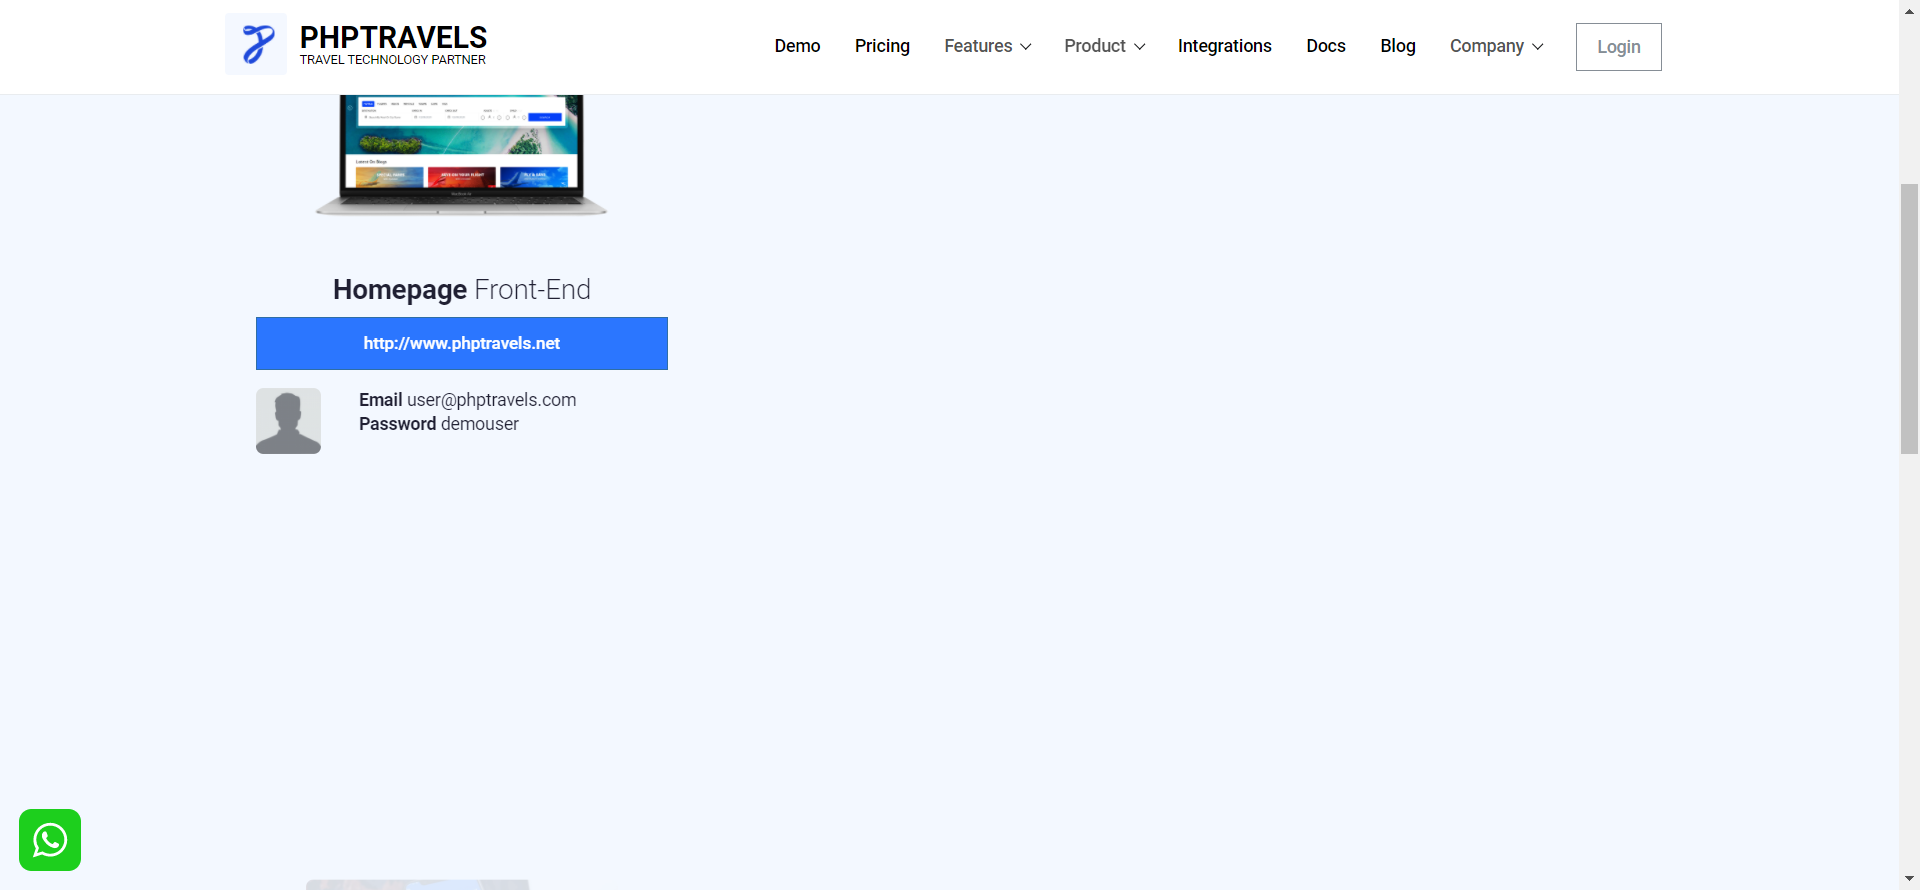 PHPTRAVELS
TRAVEL TECHNOLOGY PARTNER
Demo Pricing Features Product Integrations Docs Blog Company Login
Homepage Front-End
http://www.phptravels.net
Email user@phptravels.com
Password demouser